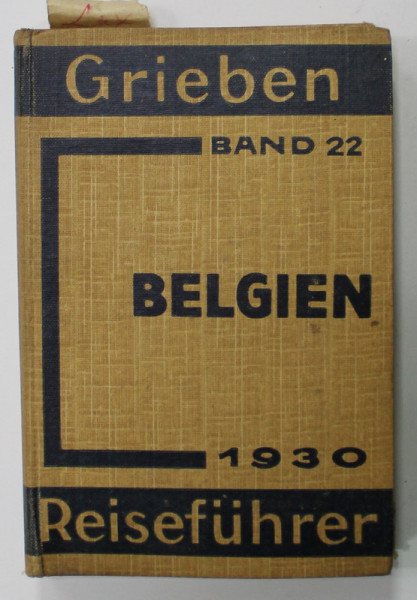 Grieben
BAND 22
BELGIEN
1930
Reiseführer